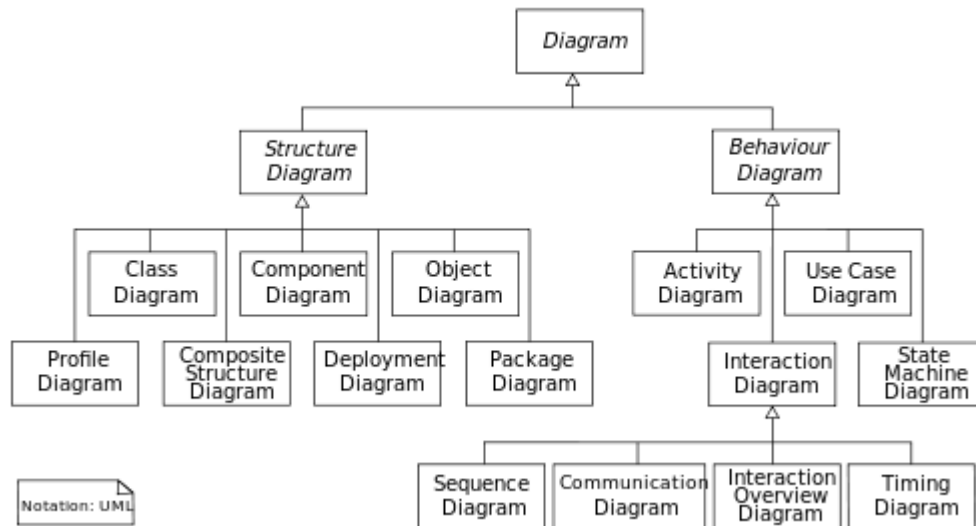 Diagram
Structure
Diagram
Behaviour
Diagram
Class
Diagram
Component
Diagram
Object
Diagram
Activity
Diagram
Use Case
Diagram
Profile
Diagram
Composite
Structure
Diagram
Deployment
Diagram
Package
Diagram
Interaction
Diagram
State
Machine
Diagram
Sequence
Diagram
Communication
Diagram
Interaction
Overview
Diagram
Timing
Diagram
Notation: UML